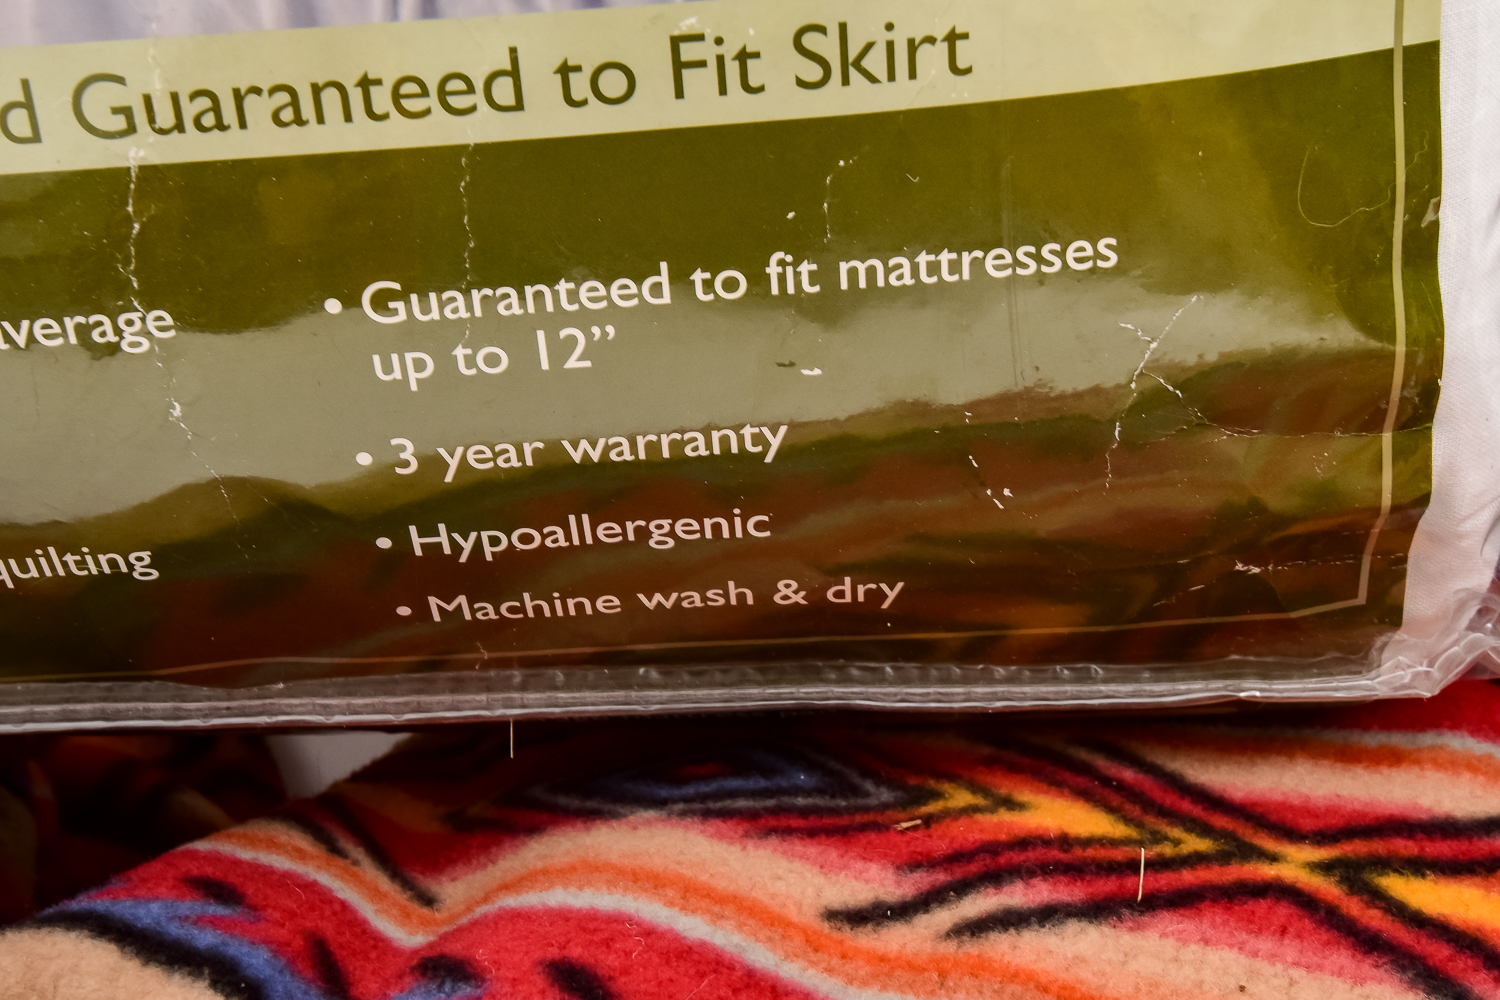 d Guaranteed to Fit Skirt
verage
• Guaranteed to fit mattresses
up to 12”
• 3 year warranty
• Hypoallergenic
quilting
• Machine wash & dry